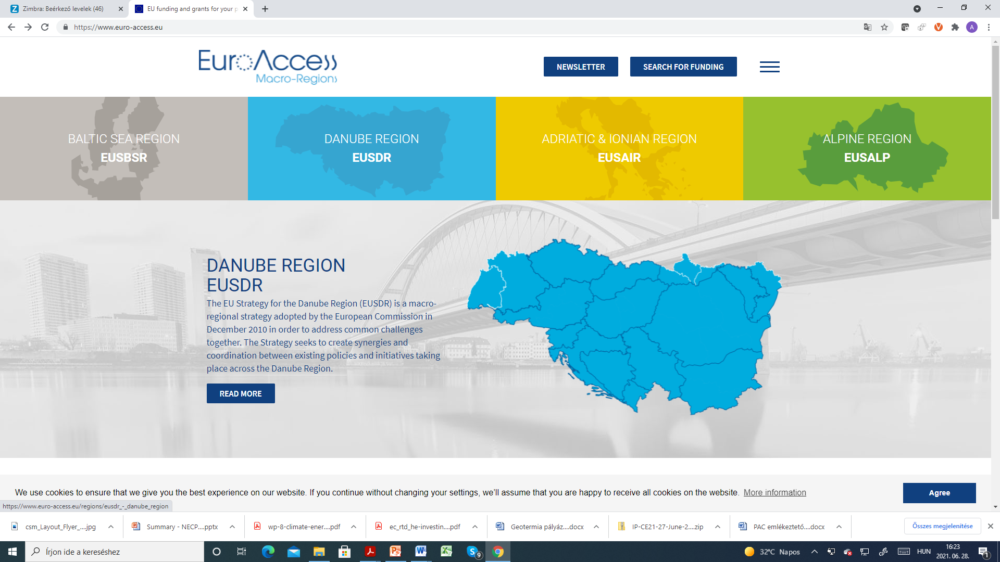 Zimbra: Beérkező levelek (46)
EU funding and grants for your p
https://www.euro-access.eu
A
EuroAccess
Macro-Regions
NEWSLETTER
SEARCH FOR FUNDING
BALTIC SEA REGION
EUSBSR
DANUBE REGION
EUSDR
ADRIATIC & IONIAN REGION
EUSAIR
ALPINE REGION
EUSALP
DANUBE REGION
EUSDR
The EU Strategy for the Danube Region (EUSDR) is a macro-
regional strategy adopted by the European Commission in
December 2010 in order to address common challenges
together. The Strategy seeks to create synergies and
coordination between existing policies and initiatives taking
place across the Danube Region.
READ MORE
We use cookies to ensure that we give you the best experience on our website. If you continue without changing your settings, we'll assume that you are happy to receive all cookies on the website. More information
Agree
https://www.euro-access.eu/regions/eusdr_-_danube_region
csm_Layout_Flyer_....jpg
Summary - NECP....pptx
wp-8-climate-ener....pdf
ec_rtd_he-investin....pdf
Geotermia pályáz....docx
IP-CE21-27-June-2....zip
PAC emlékeztető....docx
Összes megjelenítése
Írjon ide a kereséshez
9
32°C Napos
HUN
16:23
2021. 06. 28.
1